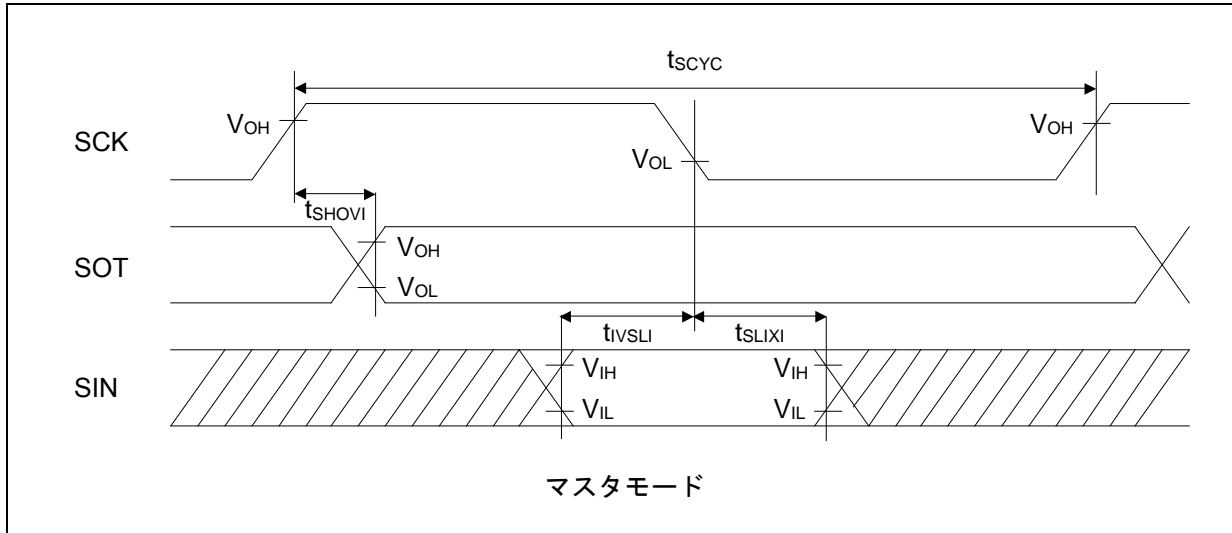 tSCYC
SCK
VOH
VOL
VOH
tSHOVI
SOT
VOH
VOL
tIVSLI
tSLIXI
SIN
VIH
VIL
VIH
VIL
マスタモード